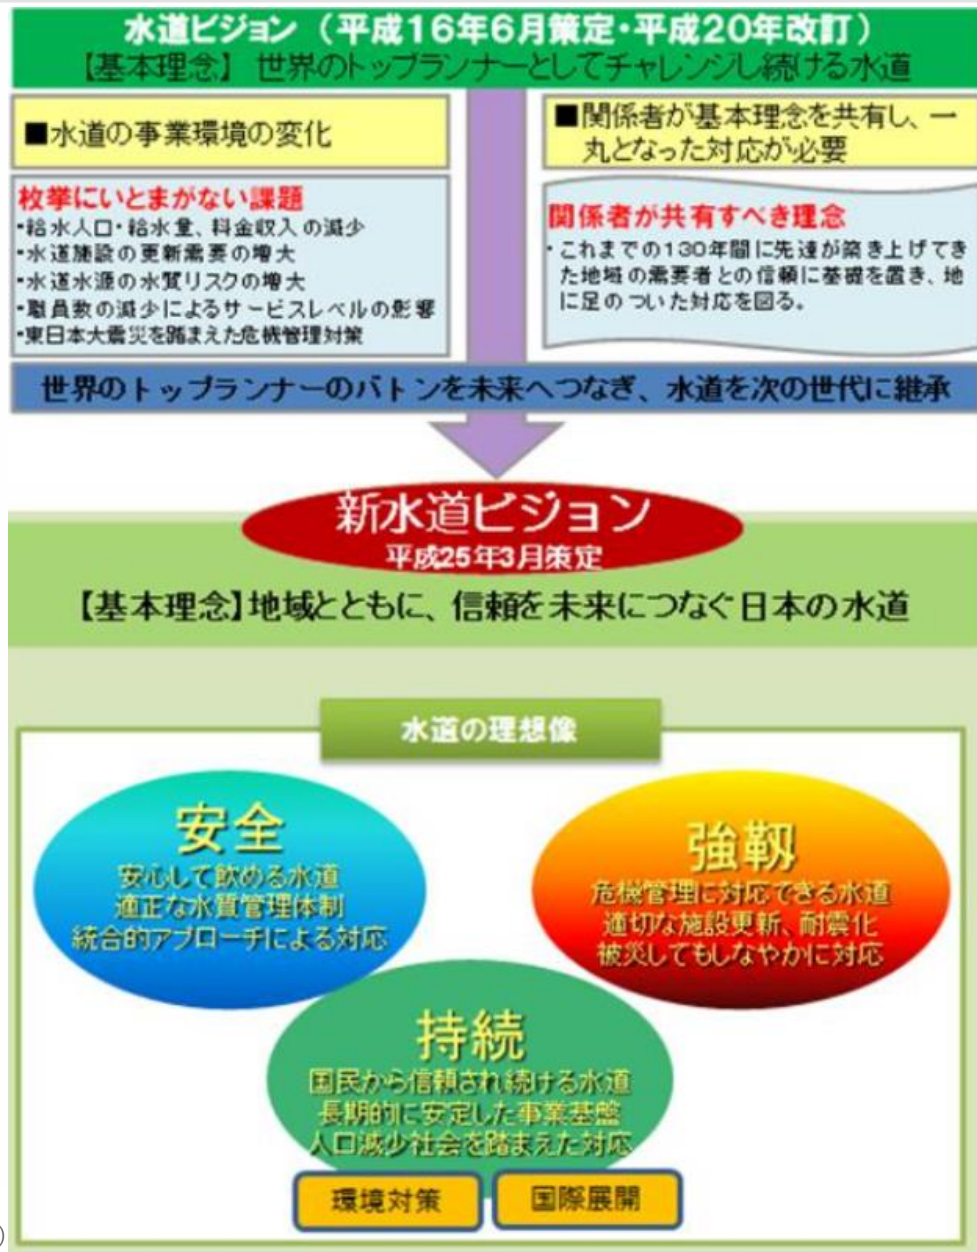 水道ビジョン（平成16年6月策定・平成20年改訂）
【基本理念】 世界のトップランナーとしてチャレンジし続ける水道
■水道の事業環境の変化
枚挙にいとまがない課題
・給水人口・給水量、料金収入の減少
・水道施設の更新需要の増大
・水道水源の水質リスクの増大
・職員数の減少によるサービスレベルの影響
・東日本大震災を踏まえた危機管理対策
■関係者が基本理念を共有し、一
丸となった対応が必要
関係者が共有すべき理念
・これまでの130年間に先達が築き上げてき
た地域の需要者との信頼に基礎を置き、地
に足のついた対応を図る。
世界のトップランナーのバトンを未来へつなぎ、水道を次の世代に継承
新水道ビジョン
平成25年3月策定
【基本理念】地域とともに、信頼を未来につなぐ日本の水道
水道の理想像
安全
安心して飲める水道
適正な水質管理体制
統合的アプローチによる対応
強靱
危機管理に対応できる水道
適切な施設更新、耐震化
被災してもしなやかに対応
持続
国民から信頼され続ける水道
長期的に安定した事業基盤
人口減少社会を踏まえた対応
環境対策
国際展開
)